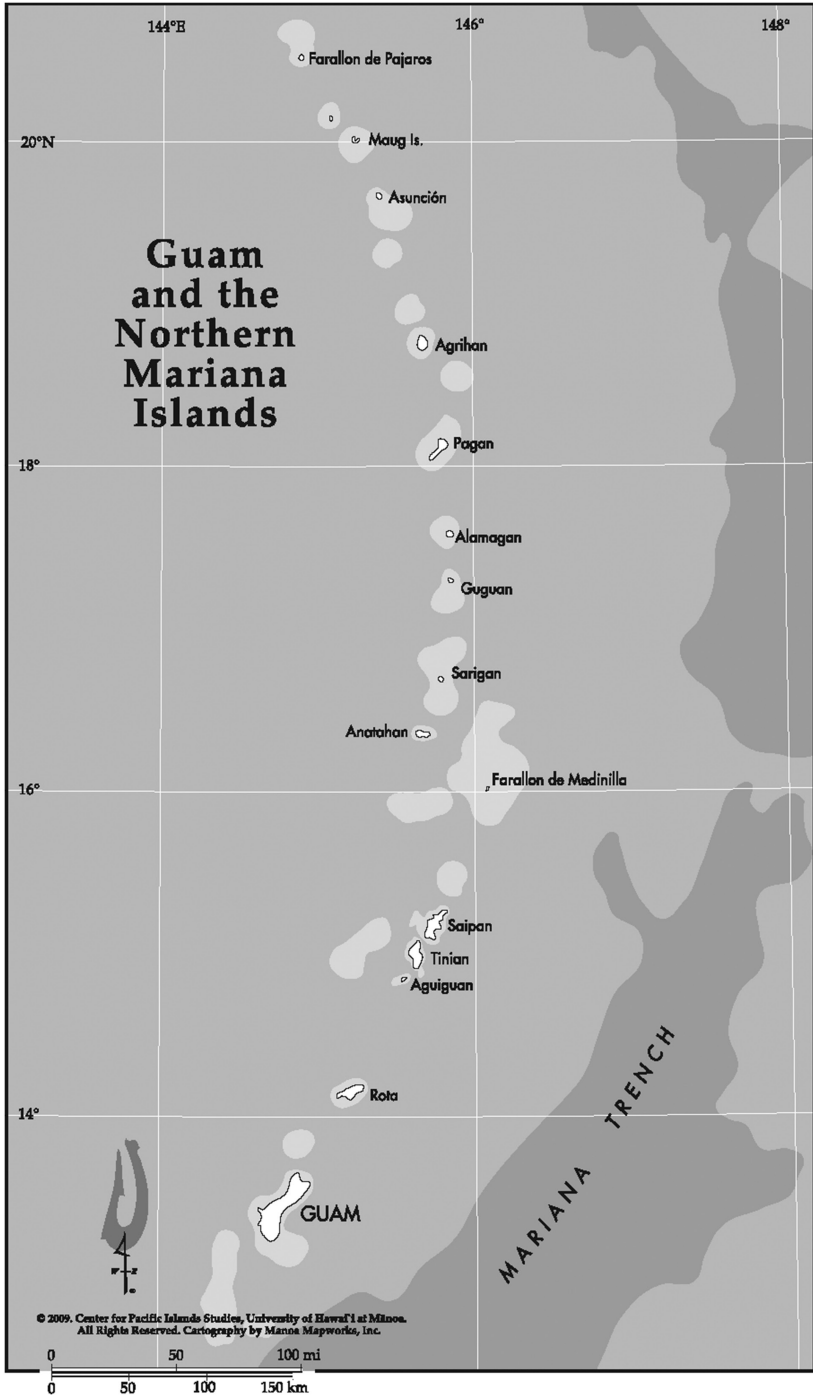 144°E
146°
148°
Farallon de Pajaros
20°N
Maug Is.
Asunción
Guam
and the
Northern
Mariana
Islands
Agrihan
Pagan
18°
Alamagan
Guguan
Sarigan
Anatahan
Farallon de Medinilla
16°
Saipan
Tinian
Aguiguan
Rota
14°
GUAM
MARIANA TRENCH
W E
© 2009. Center for Pacific Islands Studies, University of Hawai‘i at Mānoa.
All Rights Reserved. Cartography by Manoa Mapworks, Inc.
0 50 100 mi
0 50 100 150 km